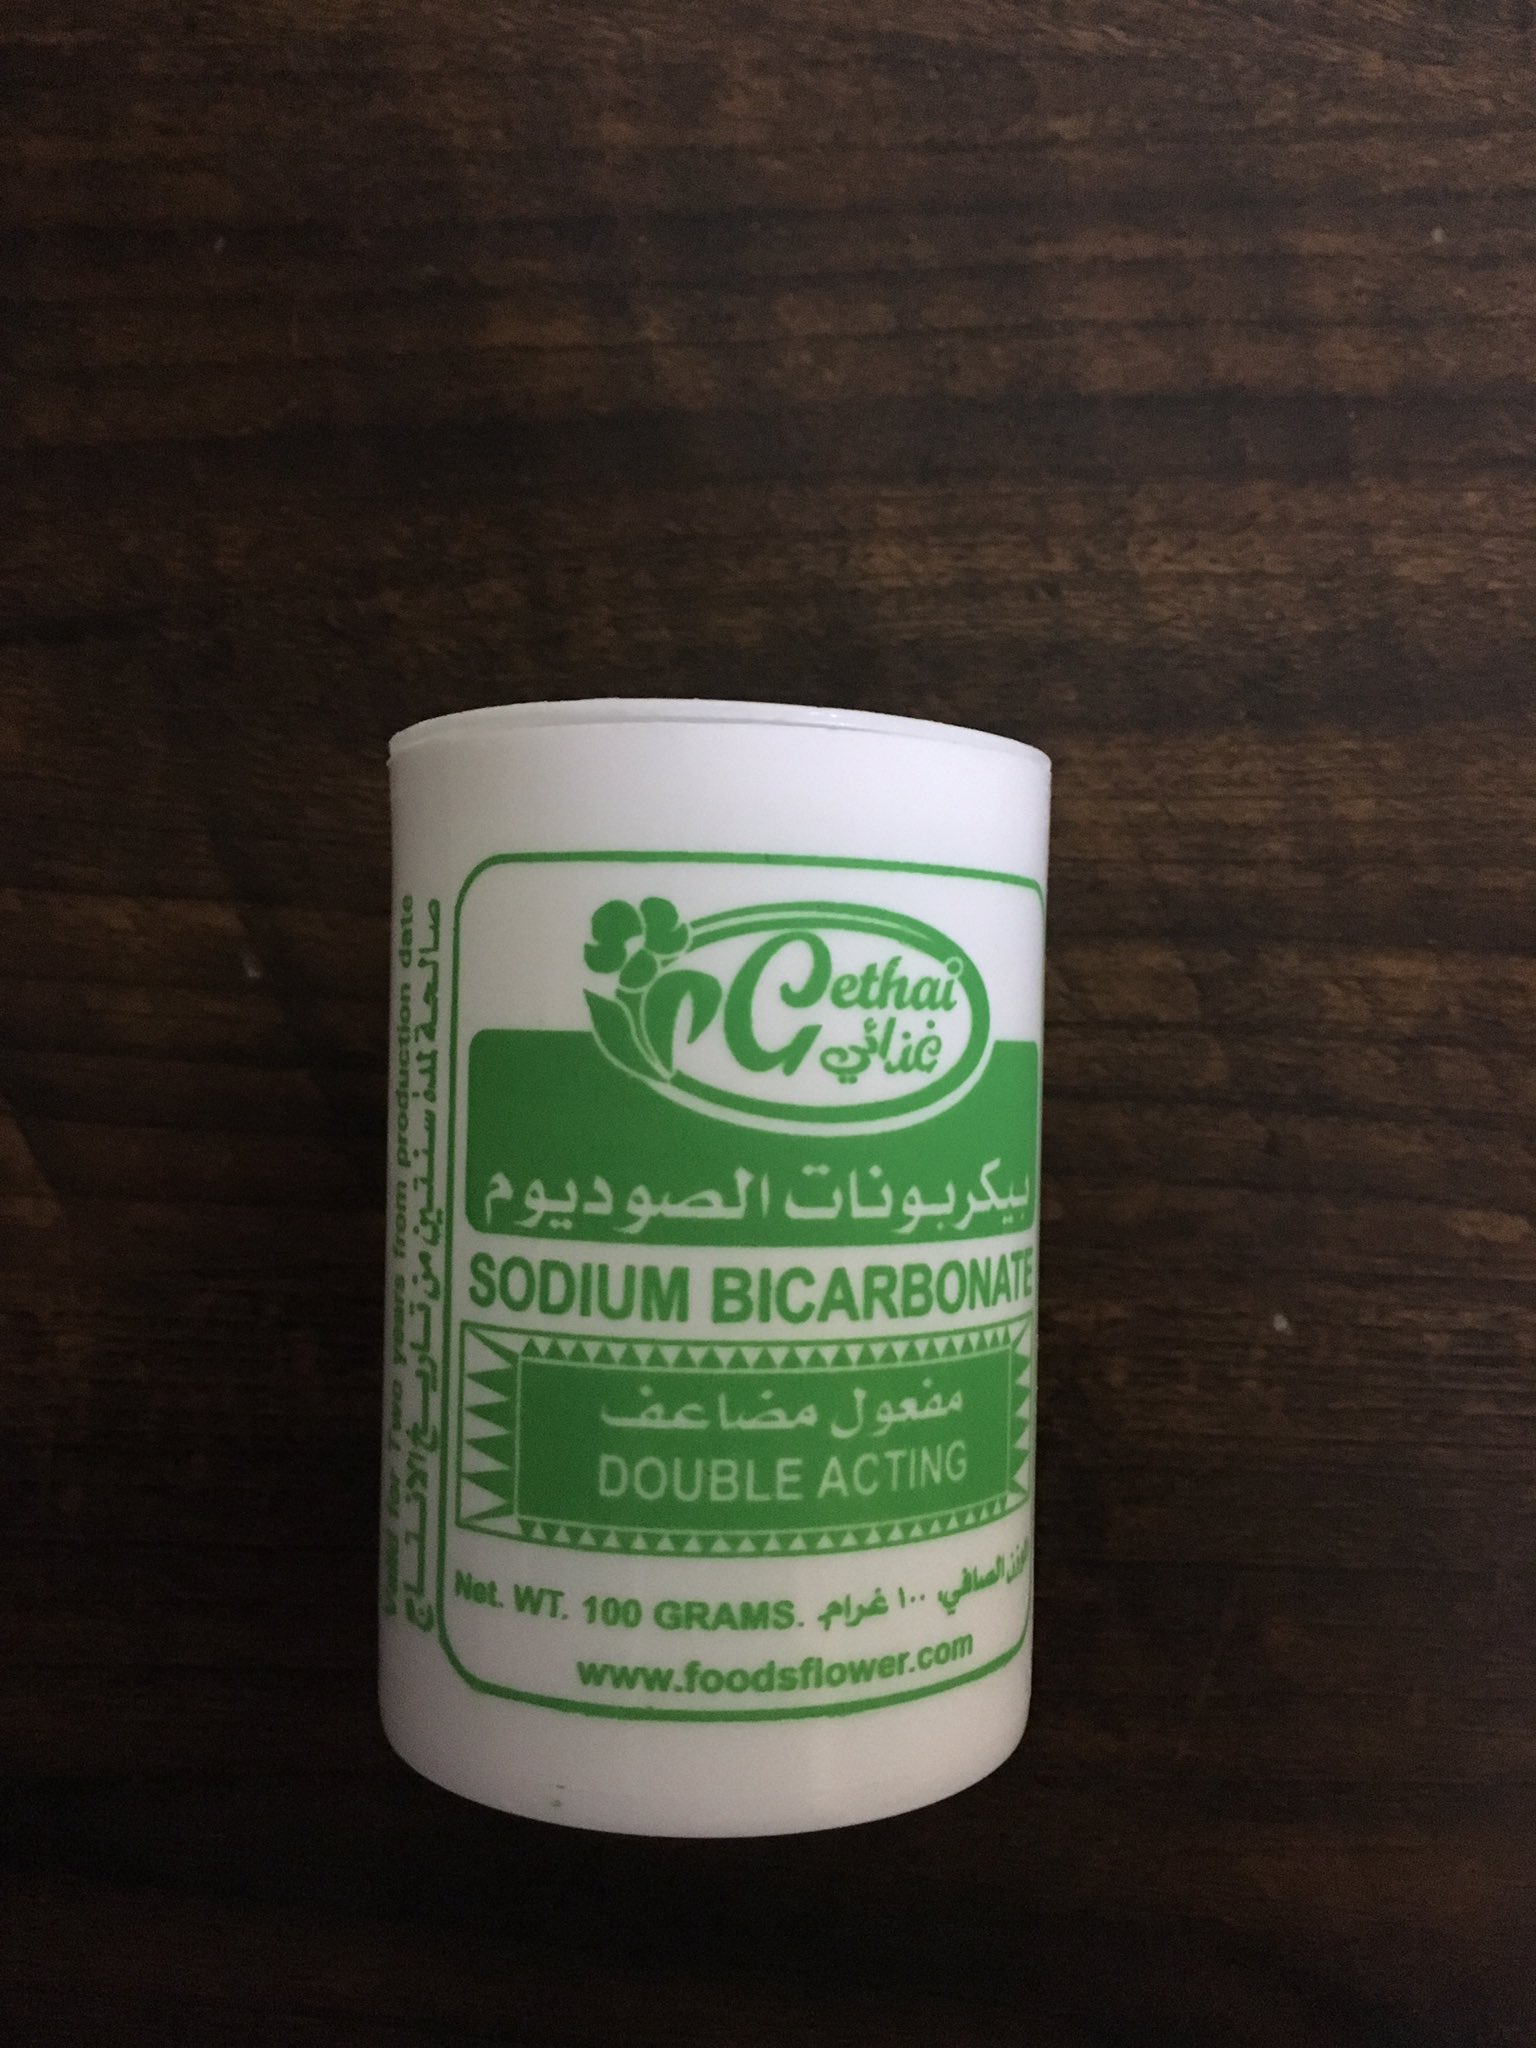 Gethai
غذائي
بيكربونات الصوديوم
SODIUM BICARBONATE
مفعول مضاعف
DOUBLE ACTING
Net. WT. 100 GRAMS. الوزن الصافي، ١٠٠ غرام
www.foodsflower.com
Valid for Two years from production date
صالحة لمدة سنتين من تاريخ الانتاج